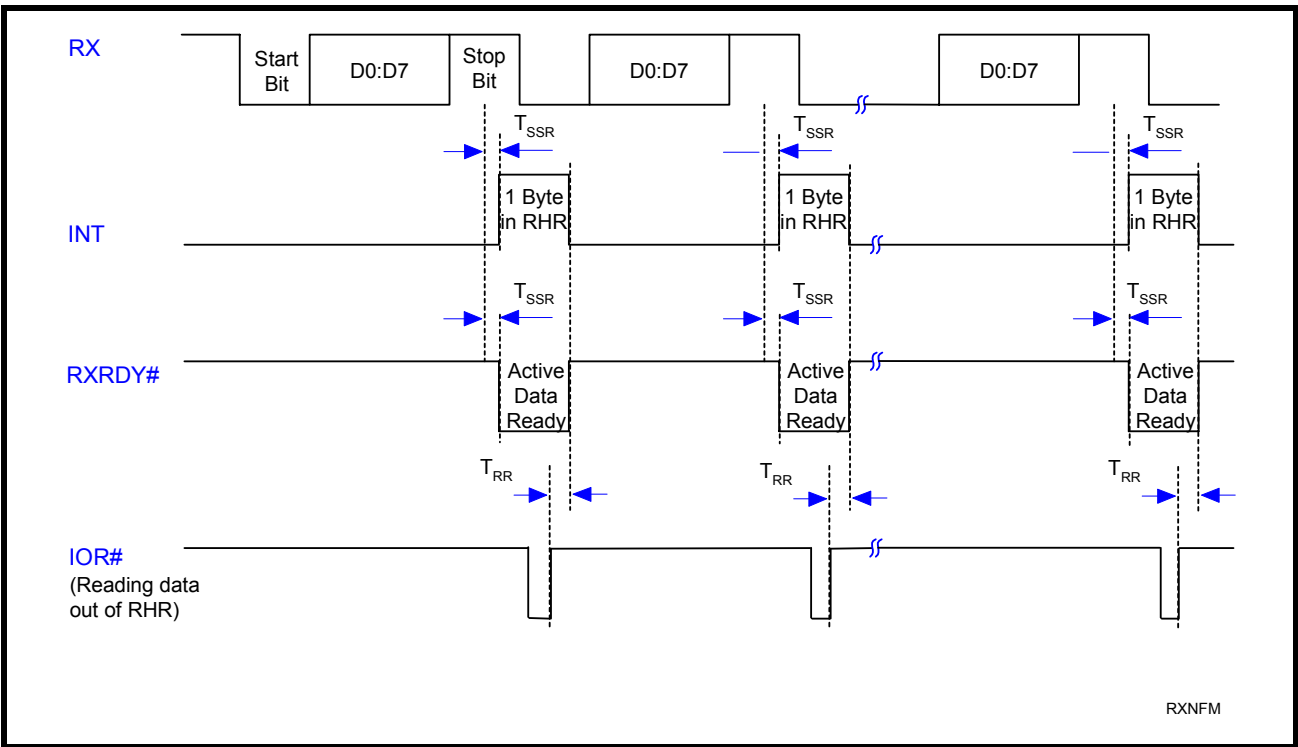 RX
Start
Bit
D0:D7
Stop
Bit
D0:D7
D0:D7
TSSR
TSSR
TSSR
INT
1 Byte
in RHR
1 Byte
in RHR
1 Byte
in RHR
TSSR
TSSR
TSSR
RXRDY#
Active
Data
Ready
Active
Data
Ready
Active
Data
Ready
TRR
TRR
TRR
IOR#
(Reading data
out of RHR)
RXNFM